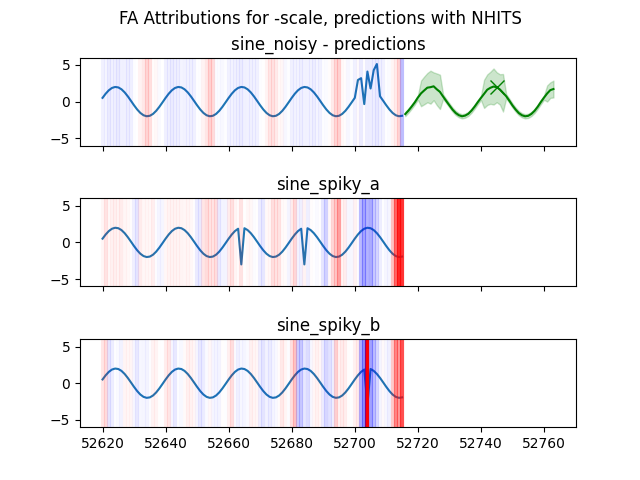 FA Attributions for -scale, predictions with NHITS
sine_noisy - predictions
5
0
−5
sine_spiky_a
5
0
−5
sine_spiky_b
5
0
−5
52620 52640 52660 52680 52700 52720 52740 52760